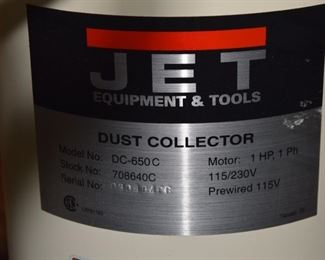 JET
EQUIPMENT & TOOLS
DUST COLLECTOR
Model No: DC-650C
Stock No: 708640C
Serial No:
Motor: 1 HP, 1 Ph
115/230V
Prewired 115V